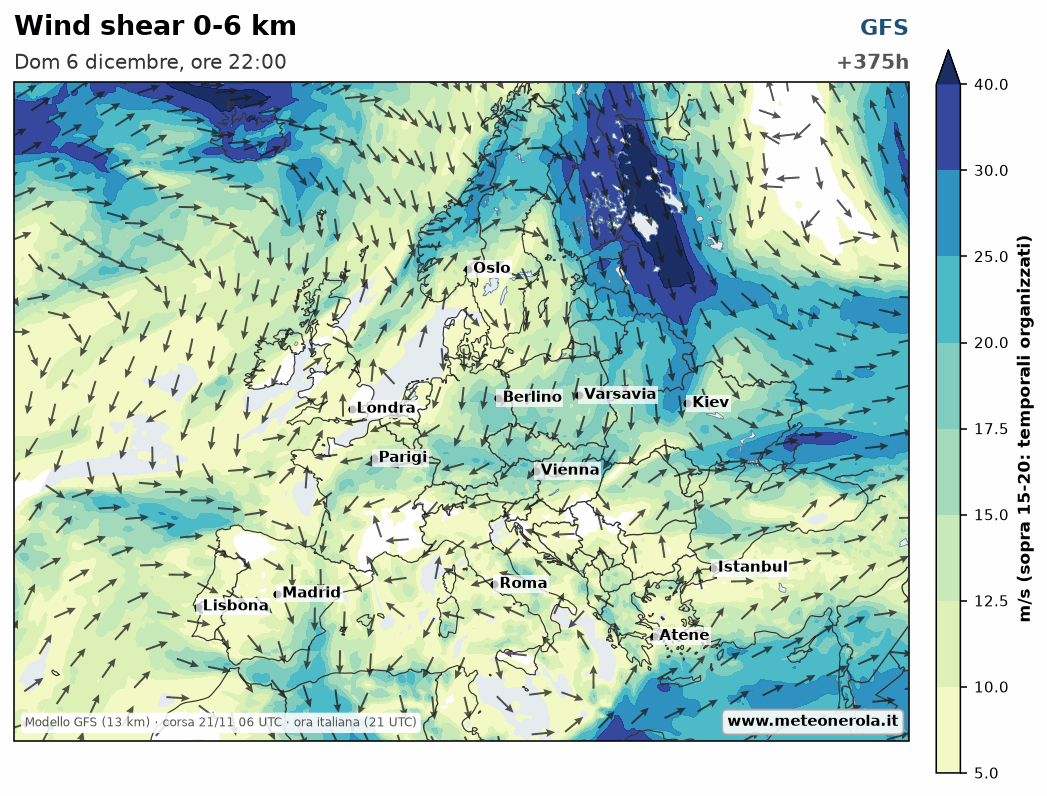 Wind shear 0-6 km
GFS
Dom 6 dicembre, ore 22:00
+375h
40.0
30.0
25.0
20.0
17.5
15.0
12.5
10.0
5.0
m/s (sopra 15-20: temporali organizzati)
Oslo
Berlino
Varsavia
Kiev
Londra
Parigi
Vienna
Istanbul
Roma
Madrid
Lisbona
Atene
Modello GFS (13 km) · corsa 21/11 06 UTC · ora italiana (21 UTC)
www.meteonerola.it